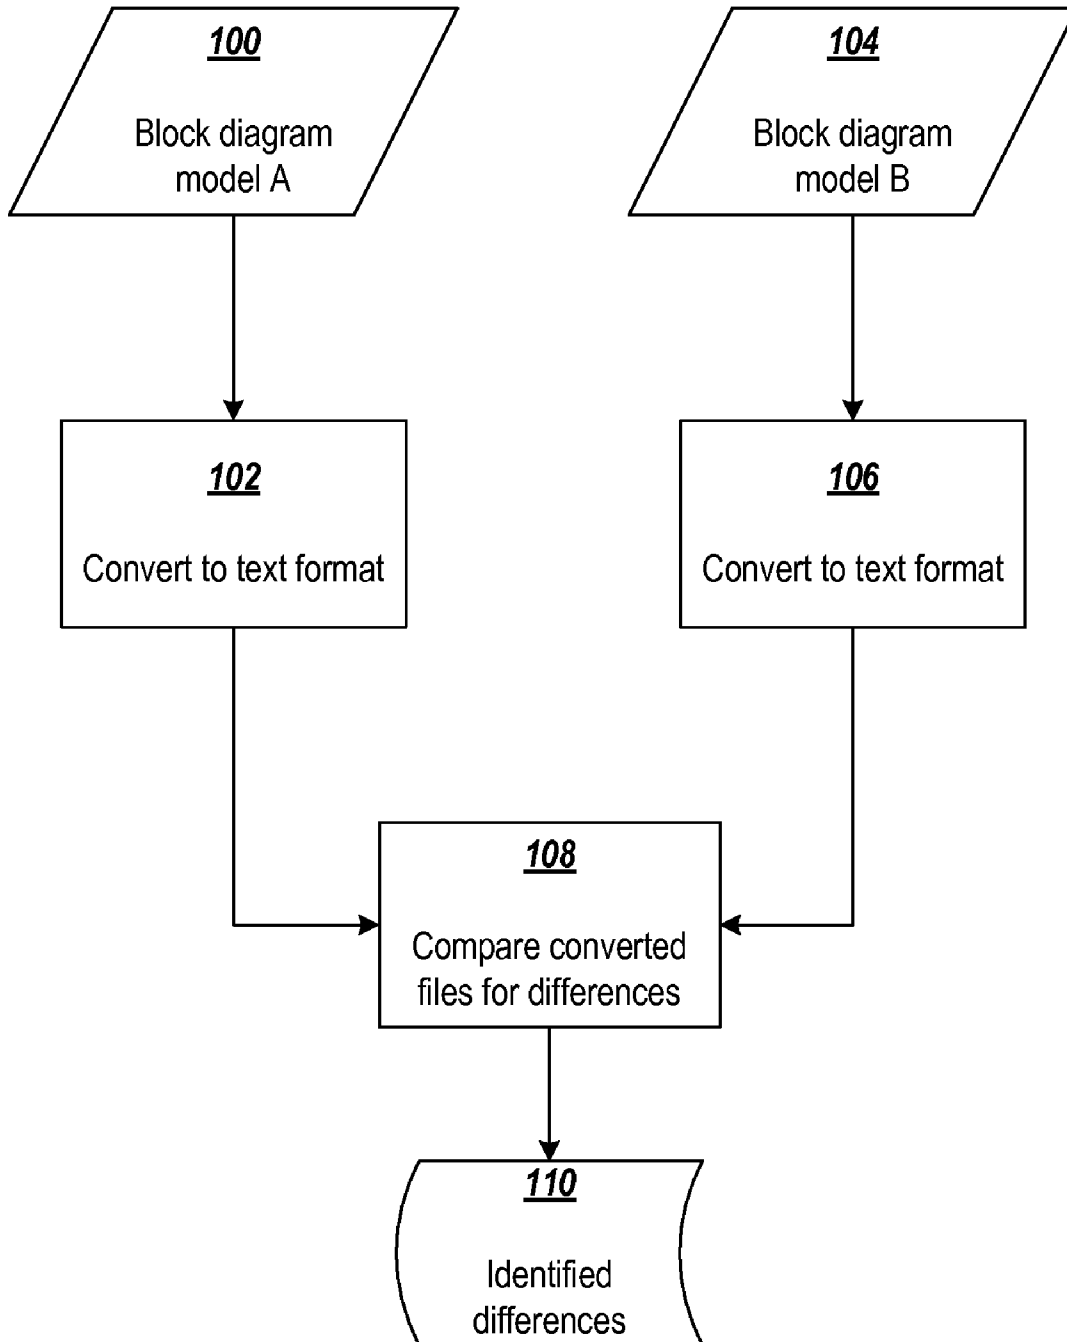 100
Block diagram
model A
104
Block diagram
model B
102
Convert to text format
106
Convert to text format
108
Compare converted
files for differences
110
Identified
differences